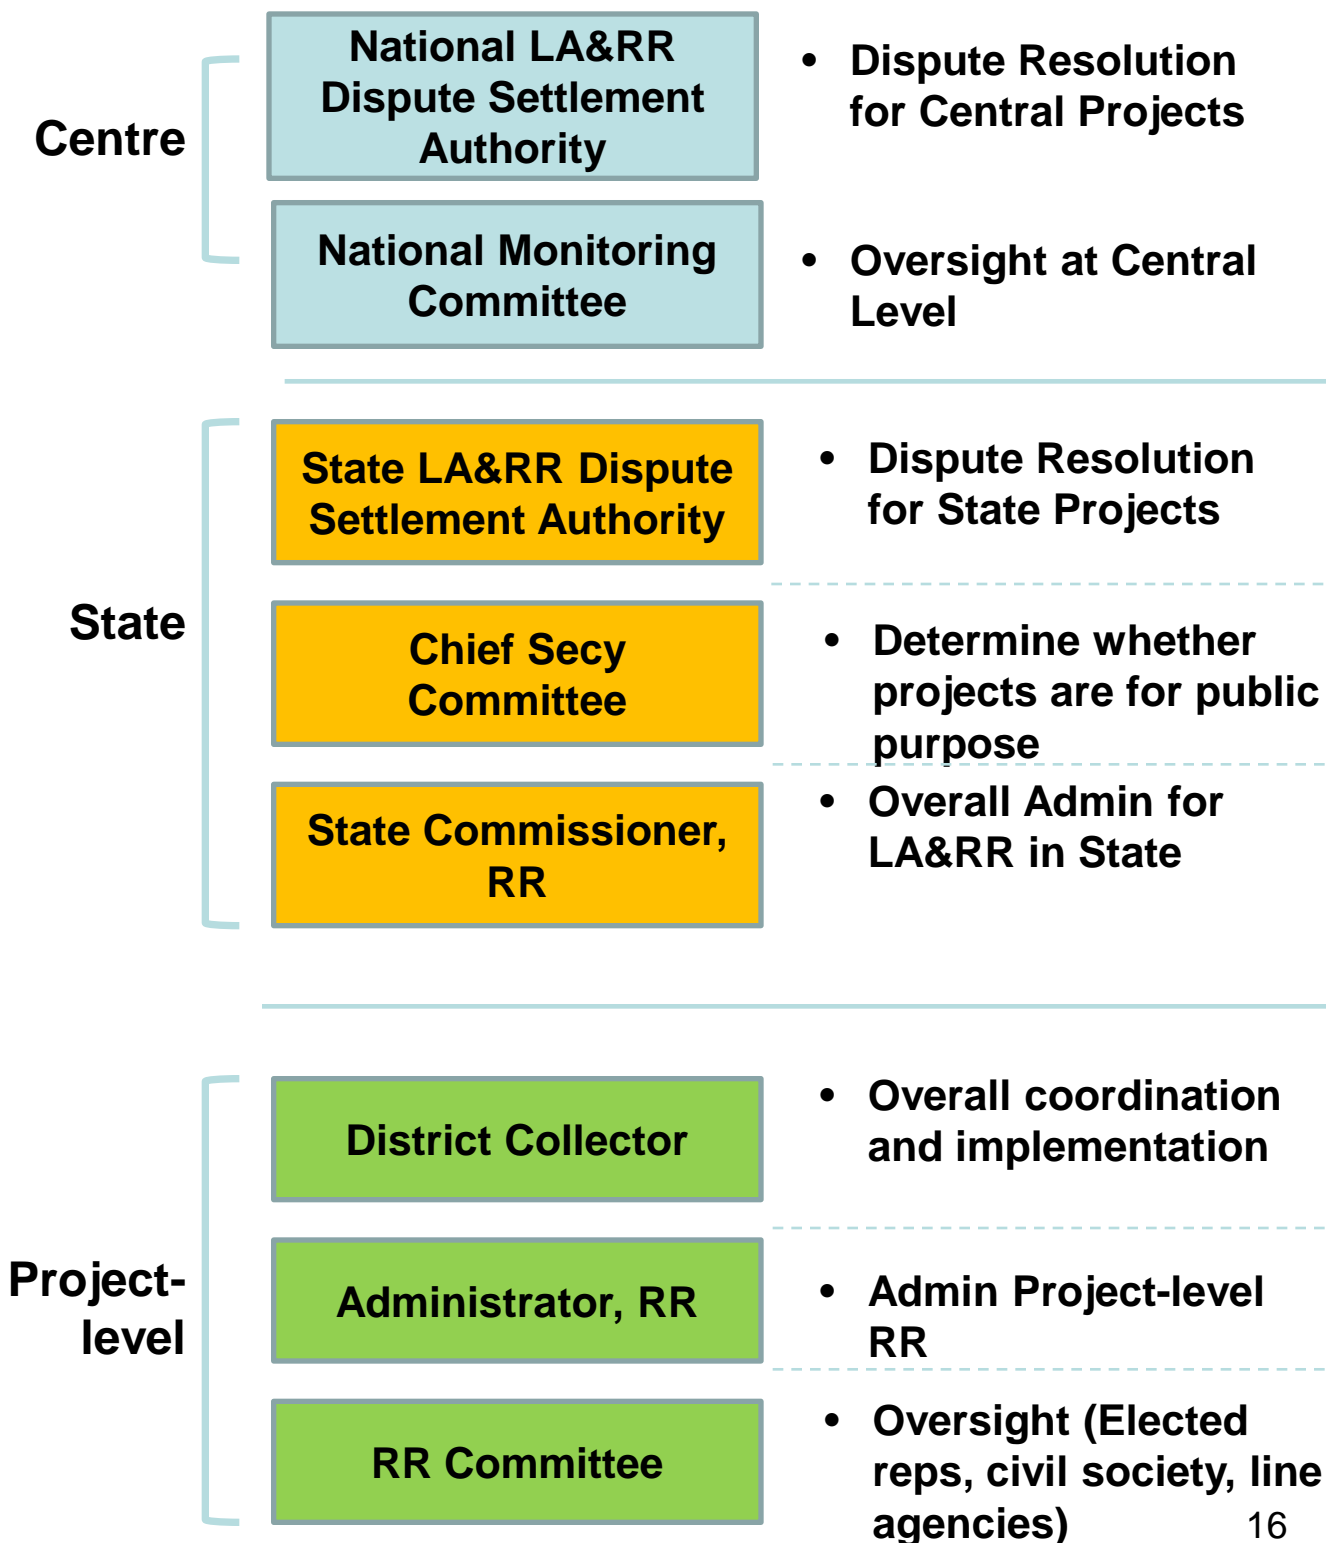 Centre
National LA&RR
Dispute Settlement
Authority
• Dispute Resolution
for Central Projects
National Monitoring
Committee
• Oversight at Central
Level
State
State LA&RR Dispute
Settlement Authority
• Dispute Resolution
for State Projects
Chief Secy
Committee
• Determine whether
projects are for public
purpose
State Commissioner,
RR
• Overall Admin for
LA&RR in State
Project-
level
District Collector
• Overall coordination
and implementation
Administrator, RR
• Admin Project-level
RR
RR Committee
• Oversight (Elected
reps, civil society, line
agencies)
16